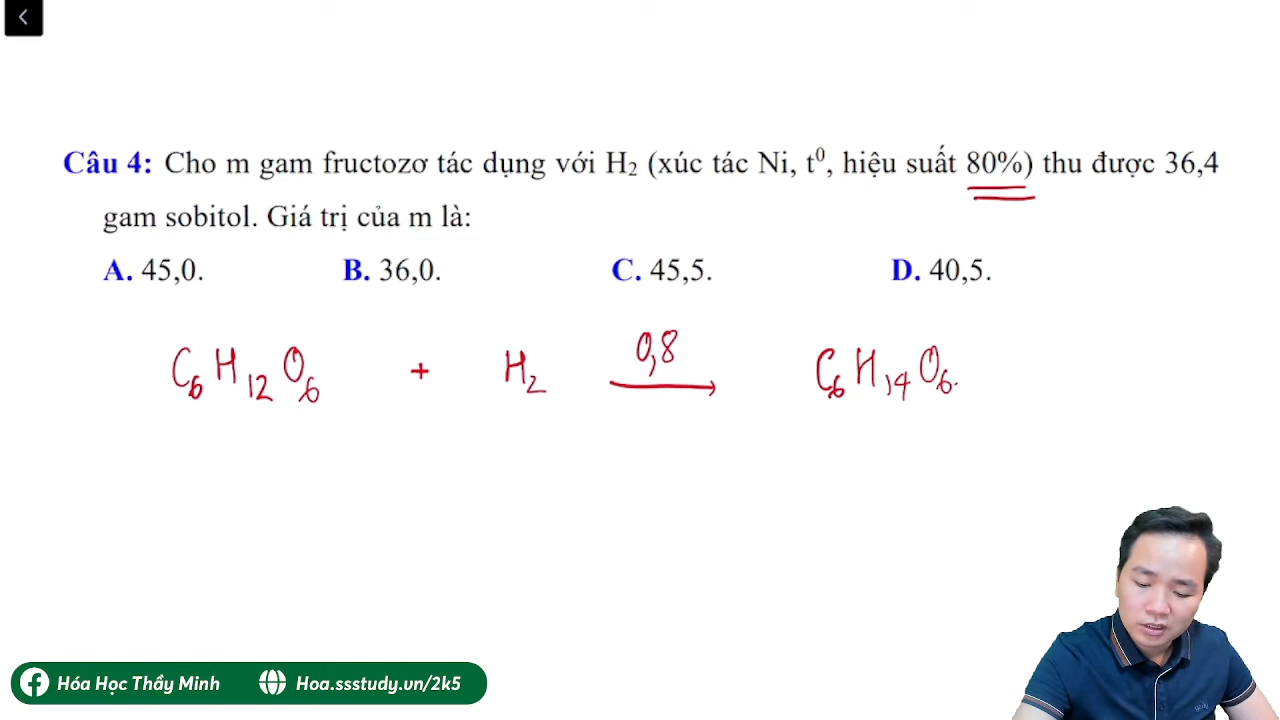 Câu 4: Cho m gam fructozơ tác dụng với H₂ (xúc tác Ni, t⁰, hiệu suất 80%) thu được 36,4
gam sobitol. Giá trị của m là:
A. 45,0. B. 36,0. C. 45,5. D. 40,5.
C₆H₁₂O₆ + H₂ 0,8 → C₆H₁₄O₆.
Hóa Học Thầy Minh Hoa.ssstudy.vn/2k5